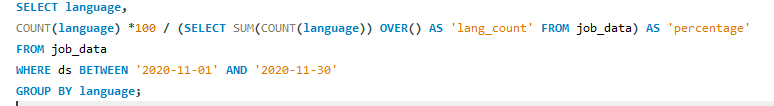 SELECT language,
COUNT(language) *100 / (SELECT SUM(COUNT(language)) OVER() AS 'lang_count' FROM job_data) AS 'percentage'
FROM job_data
WHERE ds BETWEEN '2020-11-01' AND '2020-11-30'
GROUP BY language;